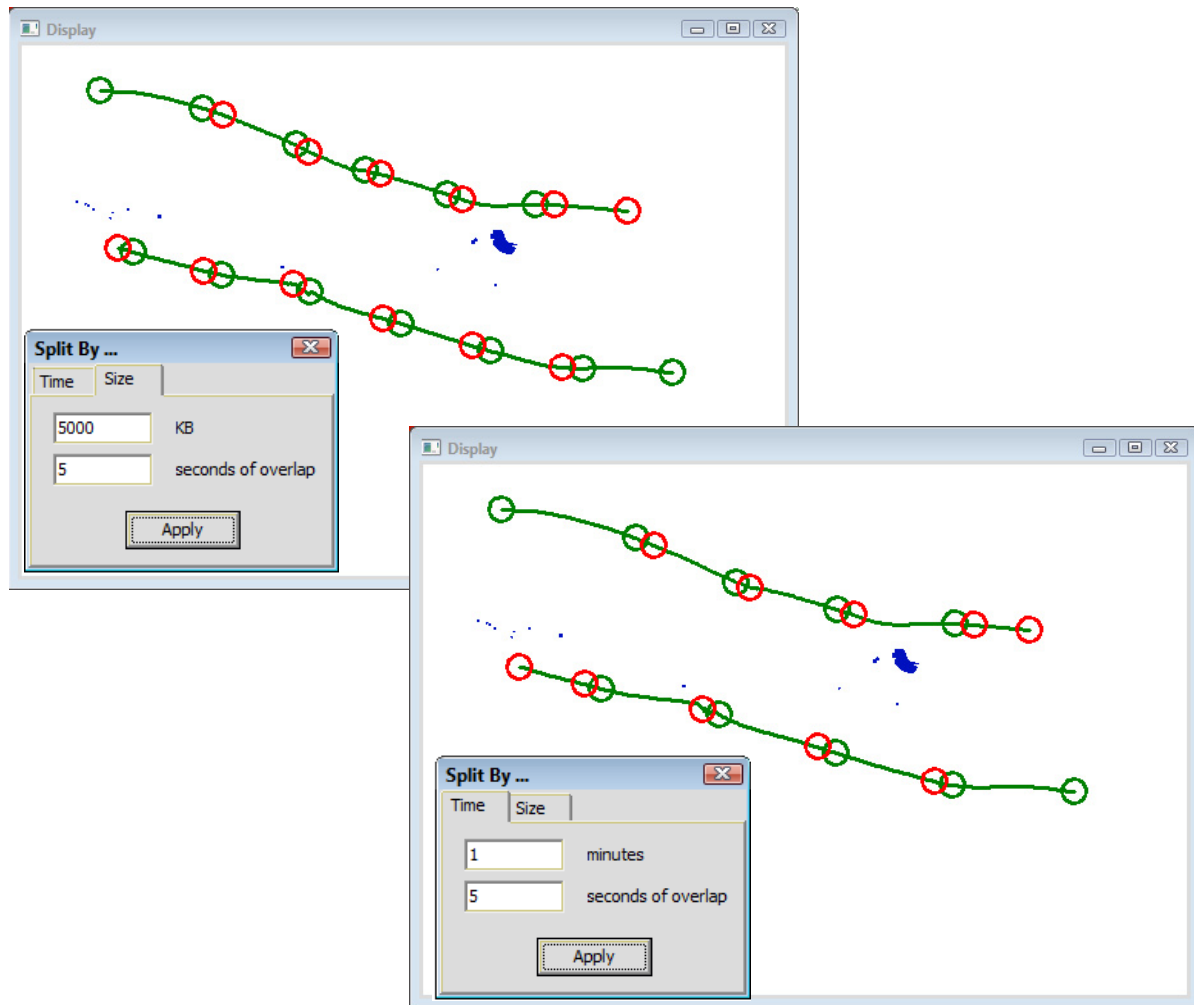 Display
Split By ...
Time Size
5000 KB
5 seconds of overlap
Apply
Display
Split By ...
Time Size
1 minutes
5 seconds of overlap
Apply